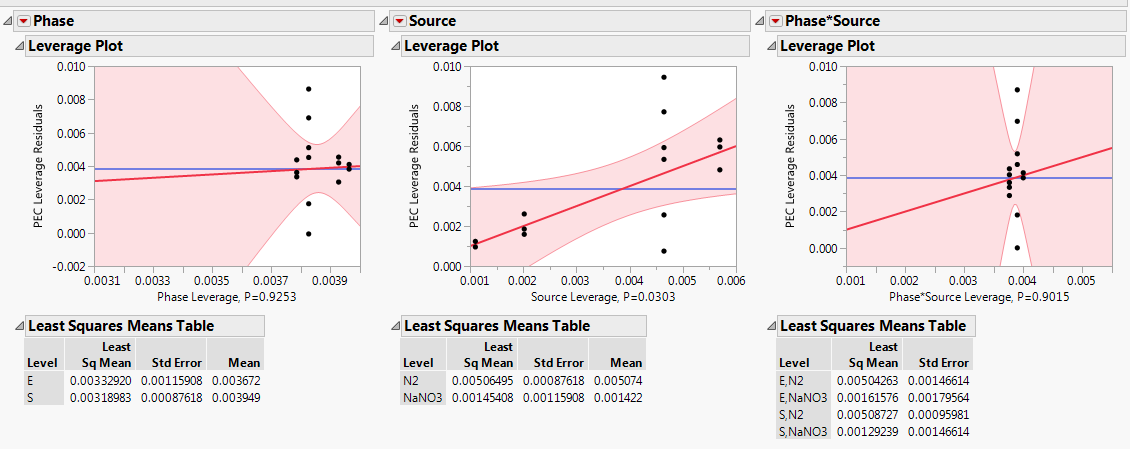 Phase
Leverage Plot
0.010
0.008
0.006
0.004
0.002
0.000
-0.002
PEC Leverage Residuals
0.0031 0.0033 0.0035 0.0037 0.0039
Phase Leverage, P=0.9253
Least Squares Means Table
Least
Level Sq Mean Std Error Mean
E 0.00332920 0.00115908 0.003672
S 0.00318983 0.00087618 0.003949
Source
Leverage Plot
0.010
0.008
0.006
0.004
0.002
0.000
PEC Leverage Residuals
0.001 0.002 0.003 0.004 0.005 0.006
Source Leverage, P=0.0303
Least Squares Means Table
Least
Level Sq Mean Std Error Mean
N2 0.00506495 0.00087618 0.005074
NaNO3 0.00145408 0.00115908 0.001422
Phase*Source
Leverage Plot
0.010
0.008
0.006
0.004
0.002
0.000
PEC Leverage Residuals
0.001 0.002 0.003 0.004 0.005
Phase*Source Leverage, P=0.9015
Least Squares Means Table
Least
Level Sq Mean Std Error
E,N2 0.00504263 0.00146614
E,NaNO3 0.00161576 0.00179564
S,N2 0.00508727 0.00095981
S,NaNO3 0.00129239 0.00146614